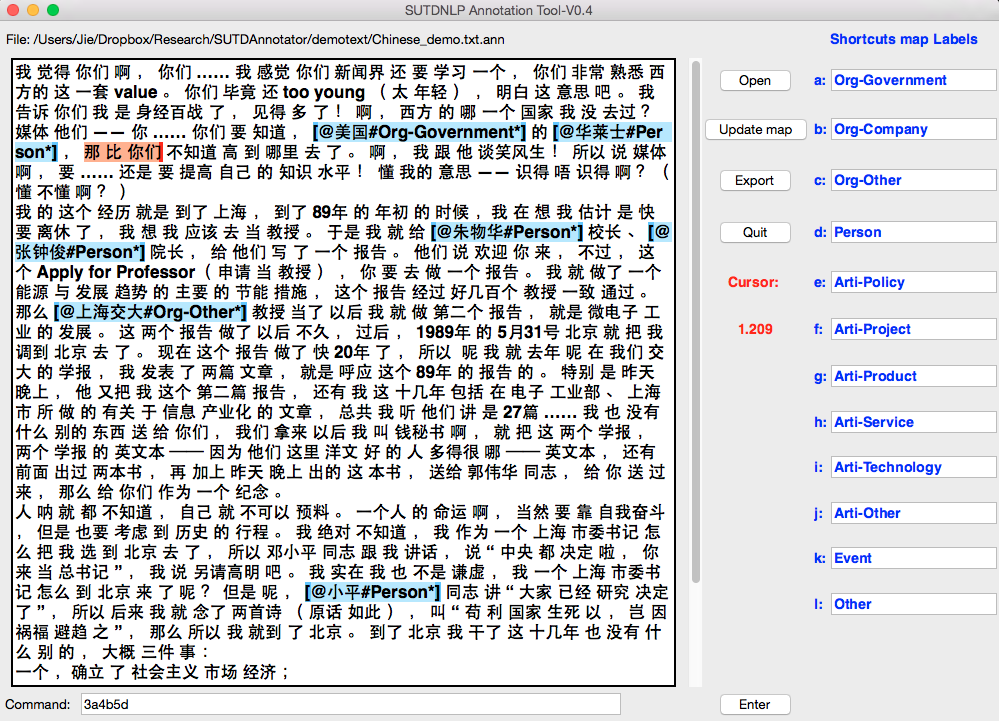 SUTDNLP Annotation Tool-V0.4
File: /Users/Jie/Dropbox/Research/SUTDAnnotator/demotext/Chinese_demo.txt.ann
Shortcuts map Labels
我 觉得 你们 啊 ， 你们 …… 我 感觉 你们 新闻界 还 要 学习 一个 ， 你们 非常 熟悉 西
方的 这 一套 value 。 你们 毕竟 还 too young （ 太 年轻 ） ， 明白 这 意思 吧 。 我
告诉 你们 我 是 身经百战 了 ， 见得 多 了 ！ 啊 ， 西方 的 哪 一个 国家 我 没 去过 ？
媒体 他们 —— 你 …… 你们 要 知道 ， [@美国#Org-Government*] 的 [@华莱士#Per
son*] ， 那 比 你们 不知道 高 到 哪里 去 了 。 啊 ， 我 跟 他 谈笑风生 ！ 所以 说 媒体
啊 ， 要 …… 还是 要 提高 自己 的 知识 水平 ！ 懂 我的 意思 —— 识得 唔 识得 啊 ？ （
懂 不懂 啊 ？ ）
我 的 这个 经历 就是 到了 上海 ， 到了 89年 的 年初 的 时候 ， 我 在 想 我 估计 是 快
要 离休 了 ， 我 想 我 应该 去 当 教授 。 于是 我 就 给 [@朱物华#Person*] 校长 、 [@
张钟俊#Person*] 院长 ， 给 他们 写 了 一个 报告 。 他们 说 欢迎 你 来 ， 不过 ， 这
个 Apply for Professor （ 申请 当 教授 ） ， 你 要 去 做 一个 报告 。 我 就 做了 一个
能源 与 发展 趋势 的 主要 的 节能 措施 ， 这个 报告 经过 好几百个 教授 一致 通过 。
那么 [@上海交大#Org-Other*] 教授 当了 以后 我 就 做 第二个 报告 ， 就是 微电子 工
业 的 发展 。 这 两个 报告 做了 以后 不久 ， 过后 ， 1989年 的 5月31号 北京 就 把 我
调到 北京 去 了 。 现在 这个 报告 做了 快 20年 了 ， 所以 呢 我 就 去年 呢 在 我们 交
大 的 学报 ， 我 发表 了 两篇 文章 ， 就是 呼应 这个 89年 的 报告 的 。 特别 是 昨天
晚上 ， 他 又把 我 这个 第二篇 报告 ， 还有 我 这 十几年 包括 在 电子 工业部 、 上海
市 所 做 的 有关 于 信息 产业化 的 文章 ， 总共 我 听 他们 讲 是 27篇 …… 我 也 没有
什么 别的 东西 送 给 你们 ， 我们 拿来 以后 我 叫 钱秘书 啊 ， 就 把 这 两个 学报 ，
两个 学报 的 英文本 —— 因为 他们 这里 洋文 好 的 人 多得很 哪 —— 英文本 ， 还有
前面 出过 两本书 ， 再 加上 昨天 晚上 出的 这 本书 ， 送给 郭伟华 同志 ， 给 你 送 过
来 ， 那么 给 你们 作为 一个 纪念 。
人 呐 就 都 不知道 ， 自己 就 不可以 预料 。 一个人 的 命运 啊 ， 当然 要 靠 自我奋斗
， 但是 也要 考虑 到 历史 的 行程 。 我 绝对 不知道 ， 我 作为 一个 上海 市委书记 怎
么 把 我 选到 北京 去 了 ， 所以 邓小平 同志 跟 我 讲话 ， 说 “ 中央 都 决定 啦 ， 你
来 当 总书记 ” ， 我 说 另请高明 吧 。 我 实在 我 也 不是 谦虚 ， 我 一个 上海 市委书
记 怎么 到 北京 来 了 呢 ？ 但是 呢 ， [@小平#Person*] 同志 讲 “ 大家 已经 研究 决定
了 ” ， 所以 后来 我 就 念了 两首 诗 （ 原话 如此 ） ， 叫 “ 苟 利 国家 生死 以 ， 岂 因
祸福 避趋 之 ” ， 那么 所以 我 就到 了 北京 。 到了 北京 我 干了 这 十几年 也 没有 什
么 别 的 ， 大概 三件 事 ：
一个 ， 确立 了 社会主义 市场 经济 ；
Open
Update map
Export
Quit
Cursor:
1.209
a: Org-Government
b: Org-Company
c: Org-Other
d: Person
e: Arti-Policy
f: Arti-Project
g: Arti-Product
h: Arti-Service
i: Arti-Technology
j: Arti-Other
k: Event
l: Other
Command: 3a4b5d
Enter